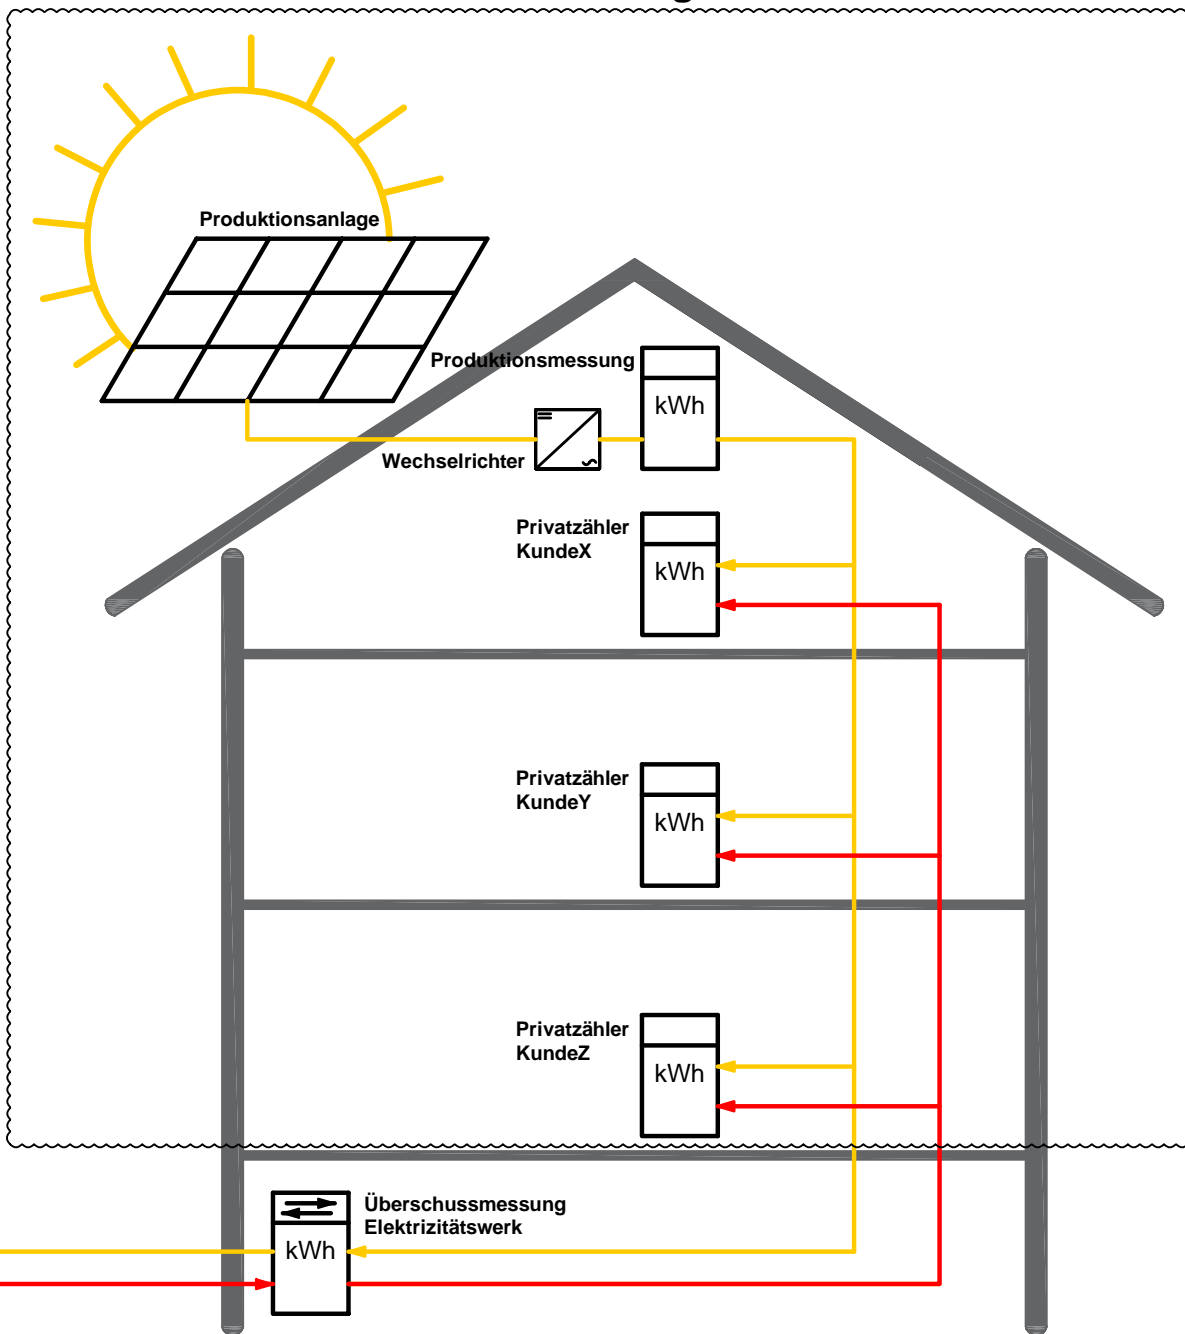 Produktionsanlage
Produktionsmessung
kWh
Wechselrichter
Privatzähler
KundeX
kWh
Privatzähler
KundeY
kWh
Privatzähler
KundeZ
kWh
Überschussmessung
Elektrizitätswerk
kWh